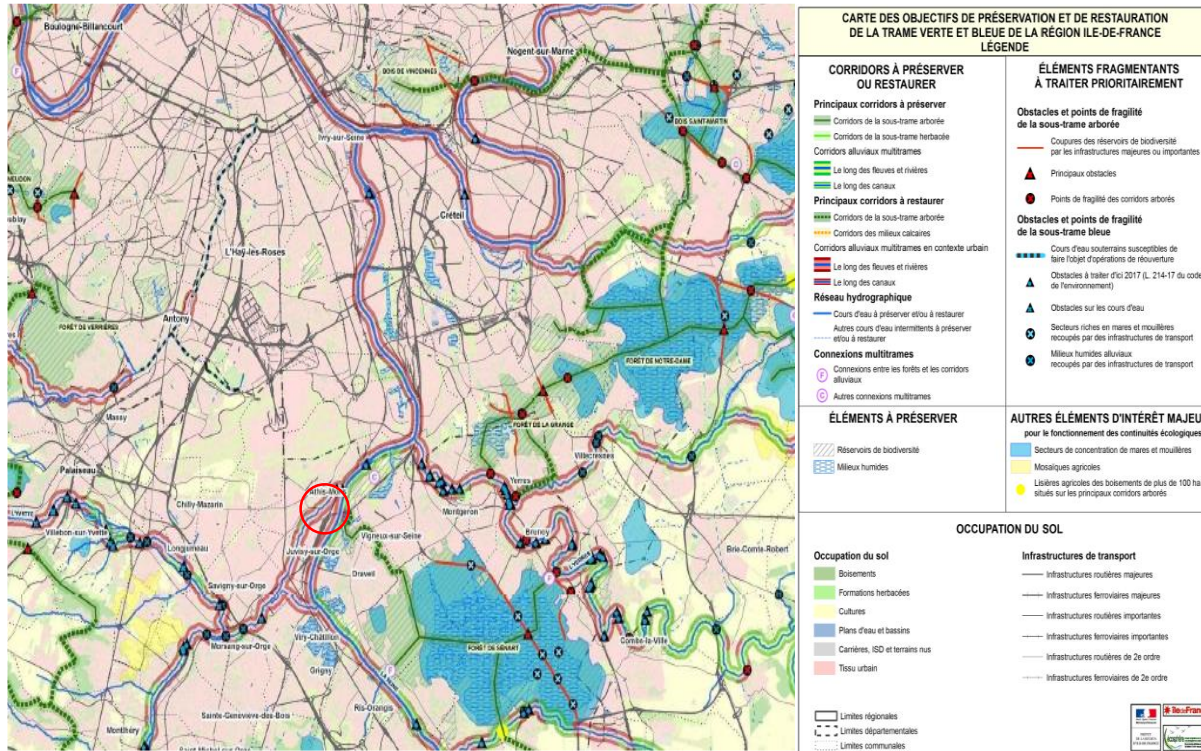 Boulogne-Billancourt
Nogent-sur-Marne
BOIS DE VINCENNES
Ivry-sur-Seine
BOIS SAINT-MARTIN
Créteil
L'Haÿ-les-Roses
Antony
FORÊT DE VERRIÈRES
FORÊT DE NOTRE-DAME
Massy
FORÊT DE LA GRANGE
Villecresnes
Palaiseau
Athis-Mons
Yerres
Chilly-Mazarin
Montgeron
Villebon-sur-Yvette
Vigneux-sur-Seine
Brunoy
Longjumeau
Juvisy-sur-Orge
Brie-Comte-Robert
Draveil
Savigny-sur-Orge
Viry-Châtillon
Combs-la-Ville
Morsang-sur-Orge
FORÊT DE SÉNART
Grigny
Ris-Orangis
Sainte-Geneviève-des-Bois
Montlhéry
CARTE DES OBJECTIFS DE PRÉSERVATION ET DE RESTAURATION
DE LA TRAME VERTE ET BLEUE DE LA RÉGION ILE-DE-FRANCE
LÉGENDE
CORRIDORS À PRÉSERVER
OU RESTAURER
Principaux corridors à préserver
Corridors de la sous-trame arborée
Corridors de la sous-trame herbacée
Corridors alluviaux multitrames
Le long des fleuves et rivières
Le long des canaux
Principaux corridors à restaurer
Corridors de la sous-trame arborée
Corridors des milieux calcaires
Corridors alluviaux multitrames en contexte urbain
Le long des fleuves et rivières
Le long des canaux
Réseau hydrographique
Cours d'eau à préserver et/ou à restaurer
Autres cours d'eau intermittents à préserver
et/ou à restaurer
Connexions multitrames
F
Connexions entre les forêts et les corridors
alluviaux
C
Autres connexions multitrames
ÉLÉMENTS FRAGMENTANTS
À TRAITER PRIORITAIREMENT
Obstacles et points de fragilité
de la sous-trame arborée
Coupures des réservoirs de biodiversité
par les infrastructures majeures ou importantes
Principaux obstacles
Points de fragilité des corridors arborés
Obstacles et points de fragilité
de la sous-trame bleue
Cours d'eau souterrains susceptibles de
faire l'objet d'opérations de réouverture
Obstacles à traiter d'ici 2017 (L. 214-17 du code
de l'environnement)
Obstacles sur les cours d'eau
Secteurs riches en mares et mouillères
recoupés par des infrastructures de transport
Milieux humides alluviaux
recoupés par des infrastructures de transport
ÉLÉMENTS À PRÉSERVER
Réservoirs de biodiversité
Milieux humides
AUTRES ÉLÉMENTS D'INTÉRÊT MAJEU
pour le fonctionnement des continuités écologiques
Secteurs de concentration de mares et mouillères
Mosaïques agricoles
Lisières agricoles des boisements de plus de 100 ha
situés sur les principaux corridors arborés
OCCUPATION DU SOL
Occupation du sol
Boisements
Formations herbacées
Cultures
Plans d'eau et bassins
Carrières, ISD et terrains nus
Tissu urbain
Infrastructures de transport
Infrastructures routières majeures
Infrastructures ferroviaires majeures
Infrastructures routières importantes
Infrastructures ferroviaires importantes
Infrastructures routières de 2e ordre
Infrastructures ferroviaires de 2e ordre
Limites régionales
Limites départementales
Limites communales